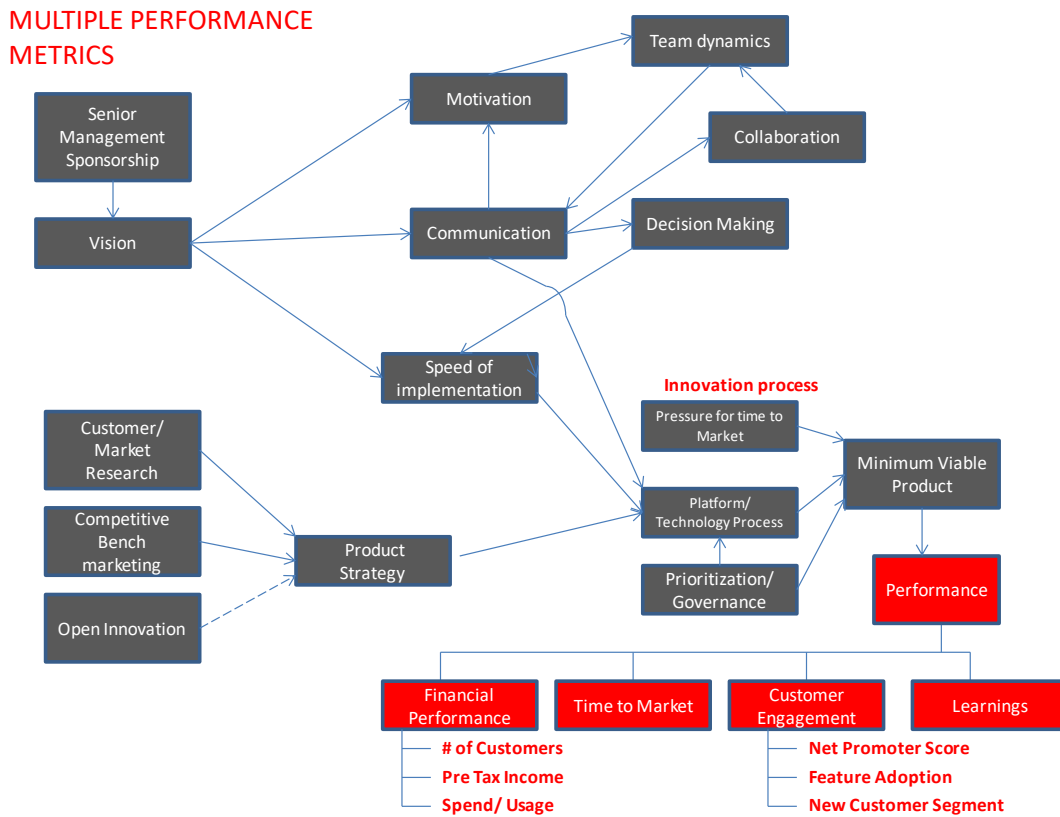 MULTIPLE PERFORMANCE
METRICS
Team dynamics
Motivation
Senior
Management
Sponsorship
Collaboration
Vision
Communication
Decision Making
Speed of
implementation
Innovation process
Pressure for time to
Market
Customer/
Market
Research
Minimum Viable
Product
Platform/
Technology Process
Competitive
Bench
marketing
Product
Strategy
Prioritization/
Governance
Performance
Open Innovation
Financial
Performance
Time to Market
Customer
Engagement
Learnings
# of Customers
Pre Tax Income
Spend/ Usage
Net Promoter Score
Feature Adoption
New Customer Segment